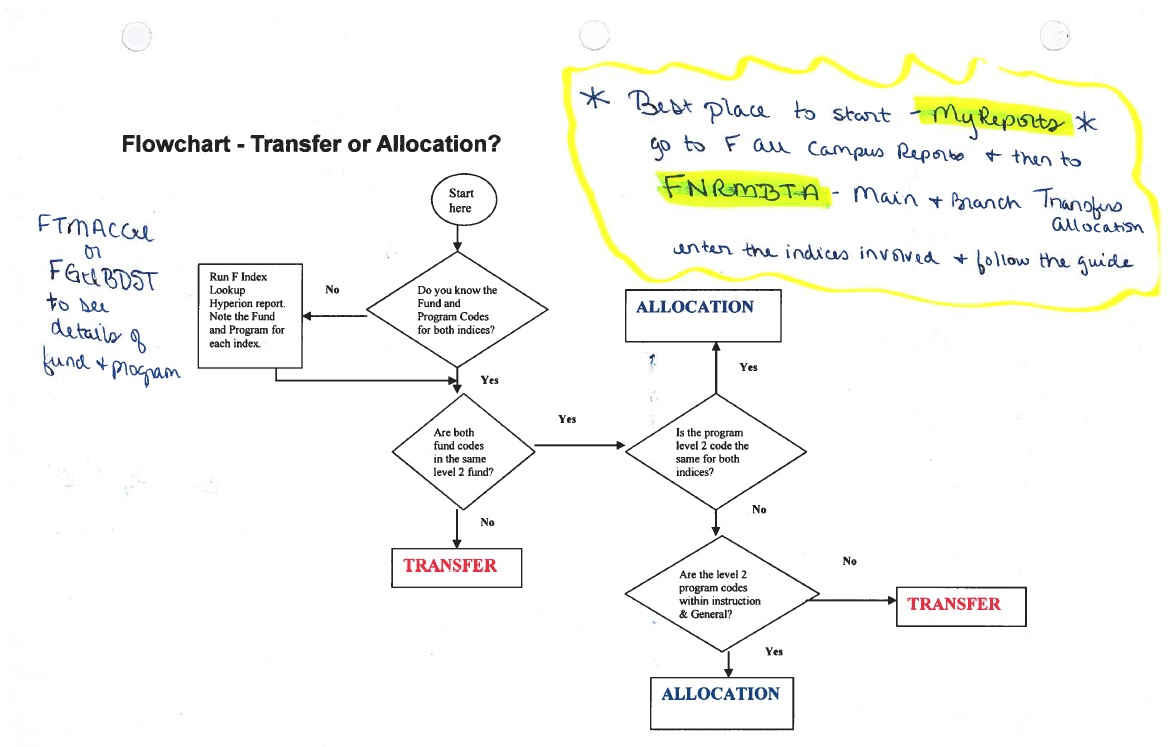 * Best place to start - MyReports *
go to F all Campus Reports + then to
FNRMBTA - Main + Branch Transfers
allocation
enter the indices involved + follow the guide
Flowchart - Transfer or Allocation?
Start
here
FTMACCI
or
to see
details of
fund + program
Run F Index
Lookup
Hyperion report.
Note the Fund
and Program for
each index.
No
Do you know the
Fund and
Program Codes
for both indices?
Yes
Are both
fund codes
in the same
level 2 fund?
Yes
No
TRANSFER
Is the program
level 2 code the
same for both
indices?
Yes
ALLOCATION
No
Are the level 2
program codes
within instruction
& General?
No
TRANSFER
Yes
ALLOCATION